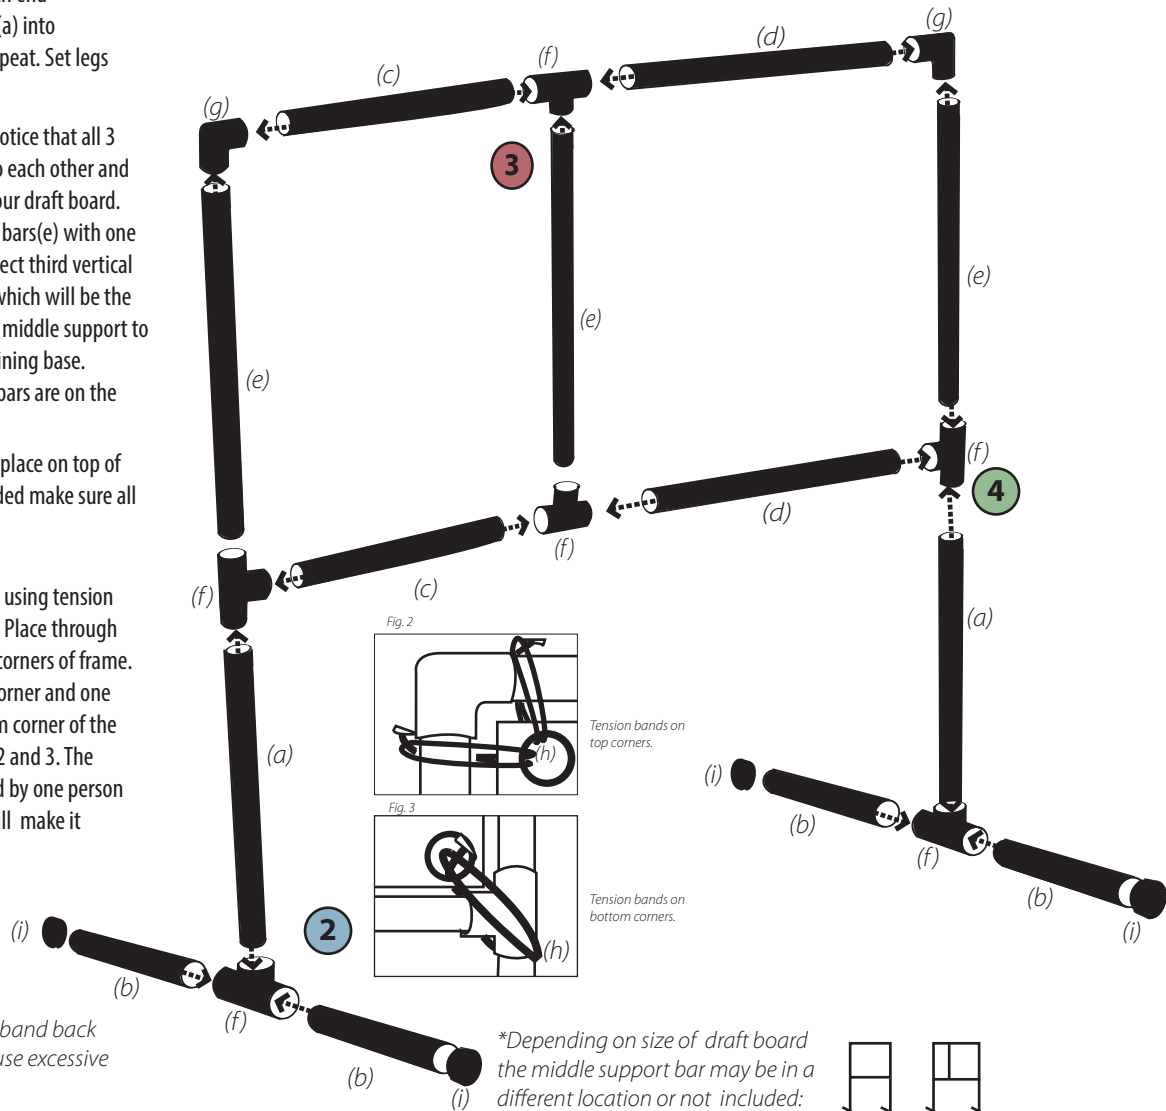 (a) into
peat. Set legs
otice that all 3
o each other and
our draft board.
bars(e) with one
ect third vertical
which will be the
middle support to
ining base.
bars are on the
place on top of
ded make sure all
using tension
Place through
corners of frame.
orner and one
m corner of the
2 and 3. The
d by one person
ill make it
band back
use excessive
(g)
(c)
(f)
(d)
(g)
3
(e)
(e)
(e)
(f)
4
(d)
(f)
(f)
(c)
(a)
(a)
Fig. 2
(h)
Tension bands on
top corners.
Fig. 3
(h)
Tension bands on
bottom corners.
2
(i)
(b)
(f)
(b)
(i)
(i)
(b)
(f)
(b)
(i)
*Depending on size of draft board
the middle support bar may be in a
different location or not included: